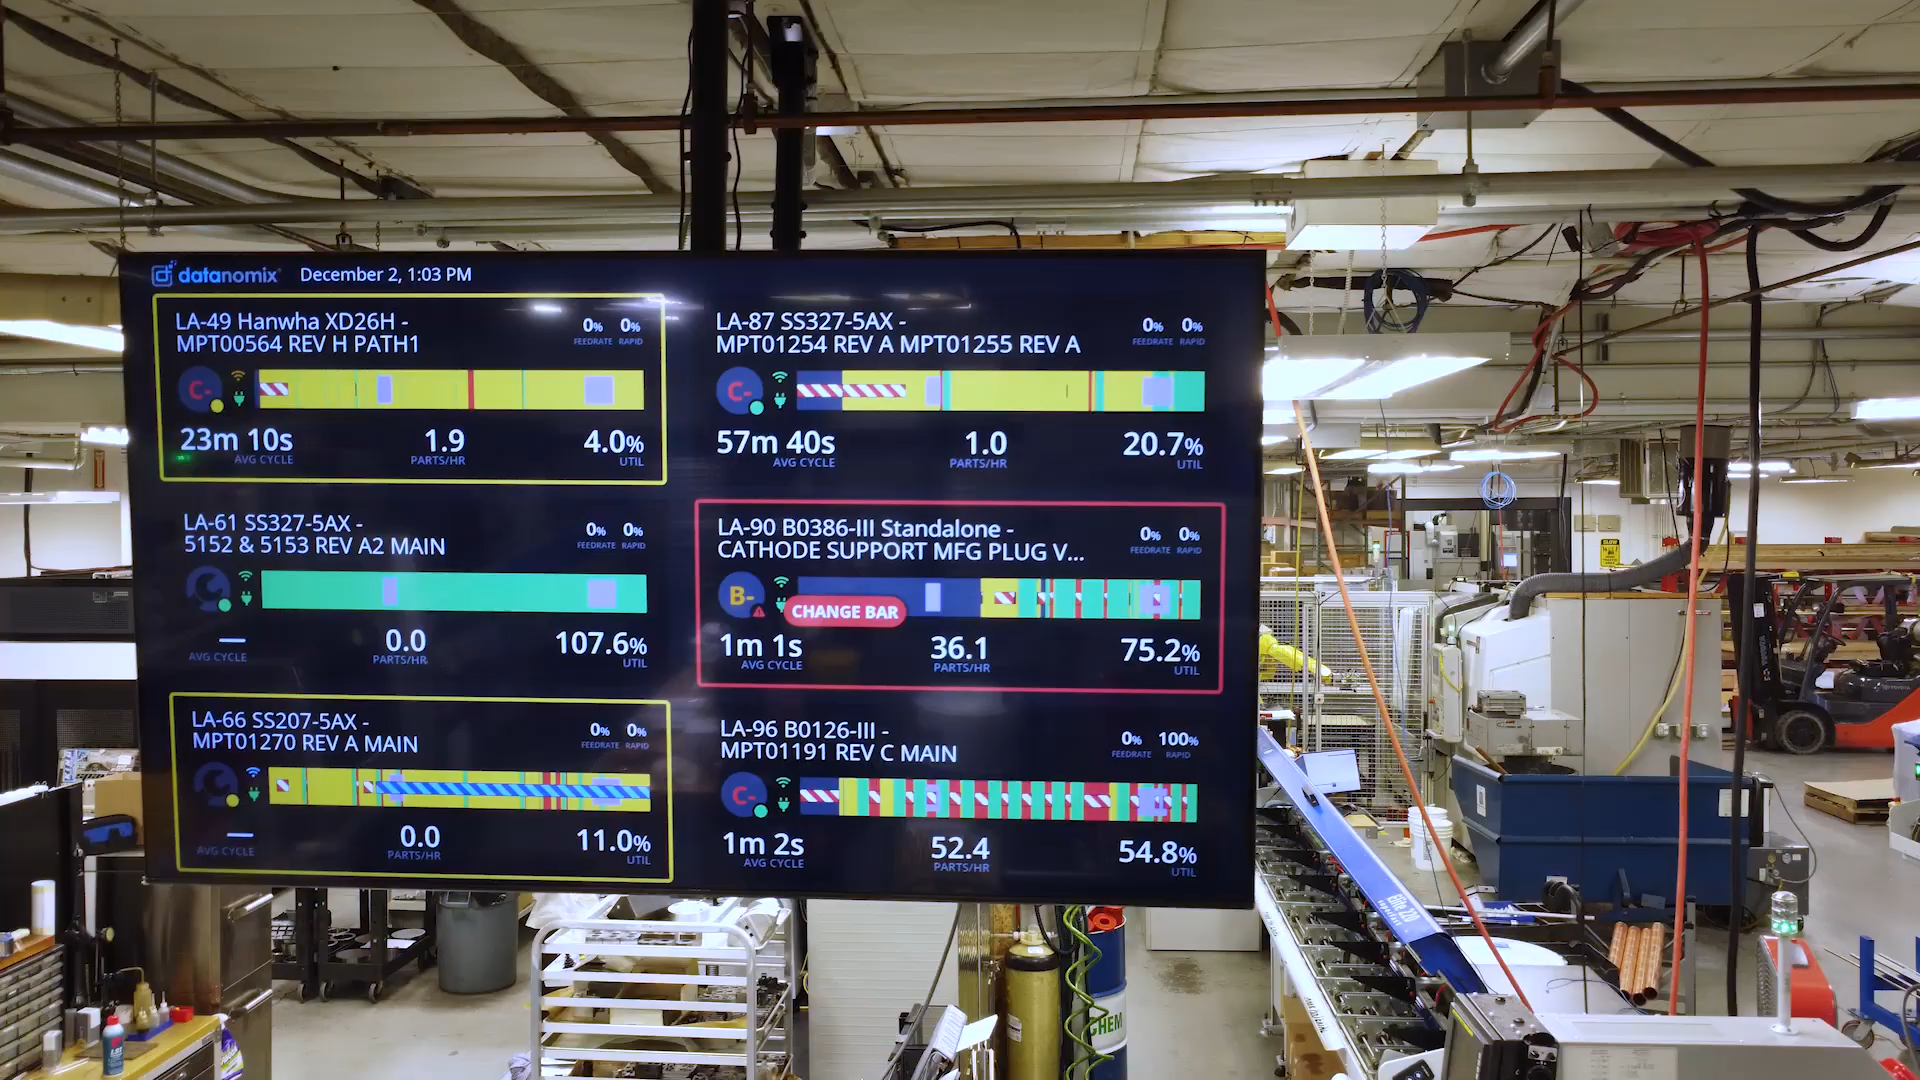 datanomix December 2, 1:03 PM
LA-49 Hanwha XD26H -
MPT00564 REV H PATH1
0% 0%
FEEDRATE RAPID
C-
23m 10s 1.9 4.0%
AVG CYCLE PARTS/HR UTIL
LA-61 SS327-5AX -
5152 & 5153 REV A2 MAIN
0% 0%
FEEDRATE RAPID
— 0.0 107.6%
AVG CYCLE PARTS/HR UTIL
LA-66 SS207-5AX -
MPT01270 REV A MAIN
0% 0%
FEEDRATE RAPID
— 0.0 11.0%
AVG CYCLE PARTS/HR UTIL
LA-87 SS327-5AX -
MPT01254 REV A MPT01255 REV A
0% 0%
FEEDRATE RAPID
C-
57m 40s 1.0 20.7%
AVG CYCLE PARTS/HR UTIL
LA-90 B0386-III Standalone -
CATHODE SUPPORT MFG PLUG V...
0% 0%
FEEDRATE RAPID
B-
CHANGE BAR
1m 1s 36.1 75.2%
AVG CYCLE PARTS/HR UTIL
LA-96 B0126-III -
MPT01191 REV C MAIN
0% 100%
FEEDRATE RAPID
C-
1m 2s 52.4 54.8%
AVG CYCLE PARTS/HR UTIL
SLOW
TOYOTA
Elite 220
CHEM